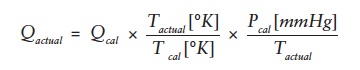 Q_actual = Q_cal × T_actual[°K] / T_cal[°K] × P_cal[mmHg] / T_actual